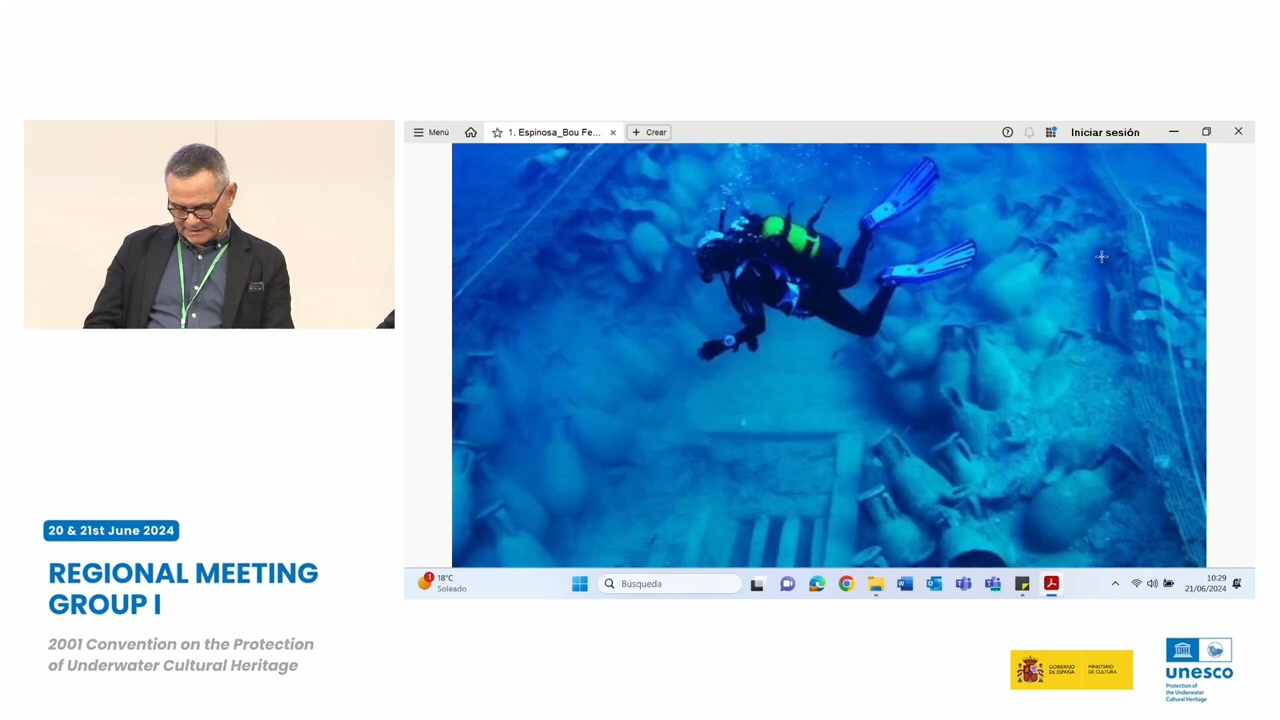 Menú
1. Espinosa_Bou Fe...
Crear
Iniciar sesión
20 & 21st June 2024
REGIONAL MEETING
GROUP I
2001 Convention on the Protection
of Underwater Cultural Heritage
1
18°C
Soleado
Búsqueda
10:29
21/06/2024
GOBIERNO
DE ESPAÑA
MINISTERIO
DE CULTURA
unesco
Protection of
the Underwater
Cultural Heritage